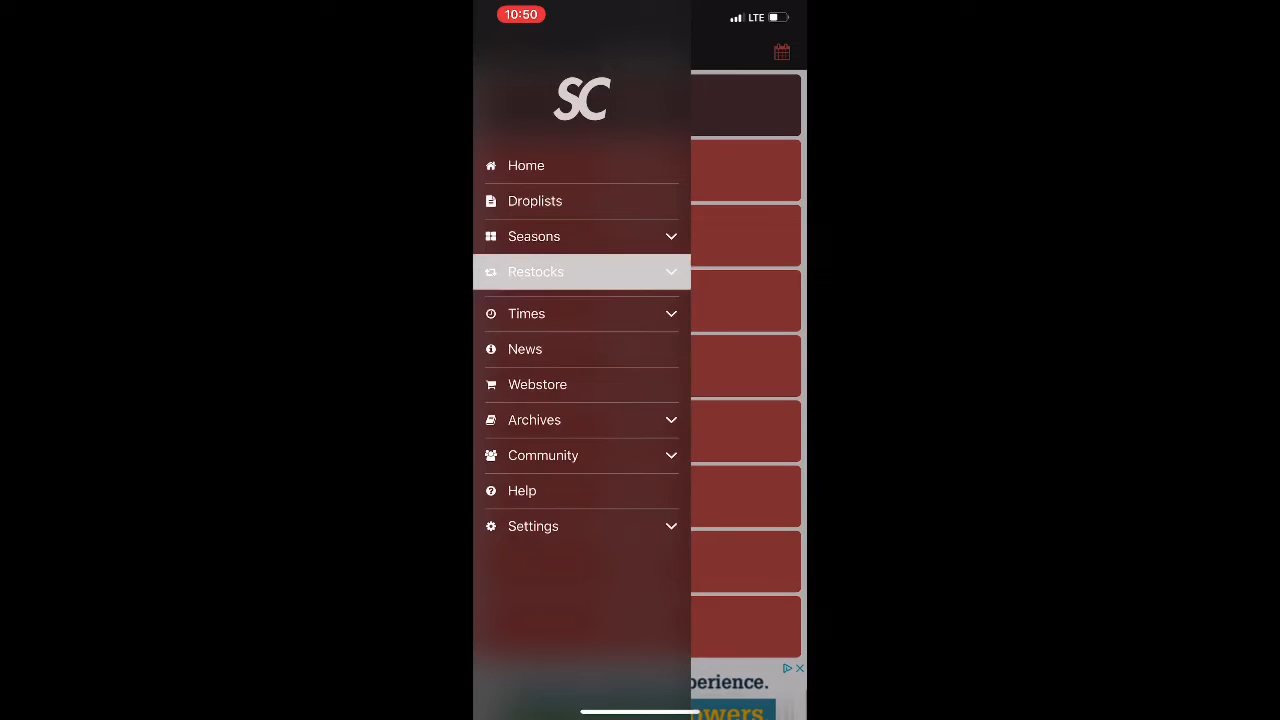 10:50
LTE
SC
Home
Droplists
Seasons
Restocks
Times
News
Webstore
Archives
Community
Help
Settings
perience.
owers